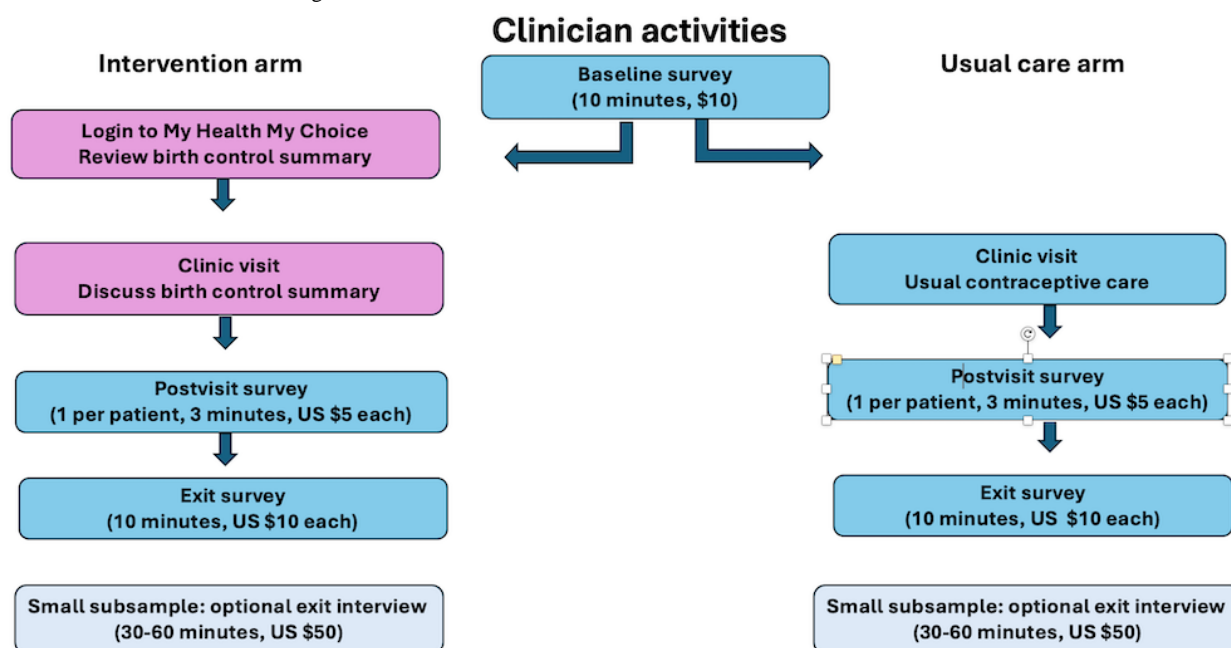 Clinician activities
Intervention arm
Usual care arm
Baseline survey
(10 minutes, $10)
Login to My Health My Choice
Review birth control summary
Clinic visit
Discuss birth control summary
Clinic visit
Usual contraceptive care
Postvisit survey
(1 per patient, 3 minutes, US $5 each)
Postvisit survey
(1 per patient, 3 minutes, US $5 each)
Exit survey
(10 minutes, US $10 each)
Exit survey
(10 minutes, US $10 each)
Small subsample: optional exit interview
(30-60 minutes, US $50)
Small subsample: optional exit interview
(30-60 minutes, US $50)